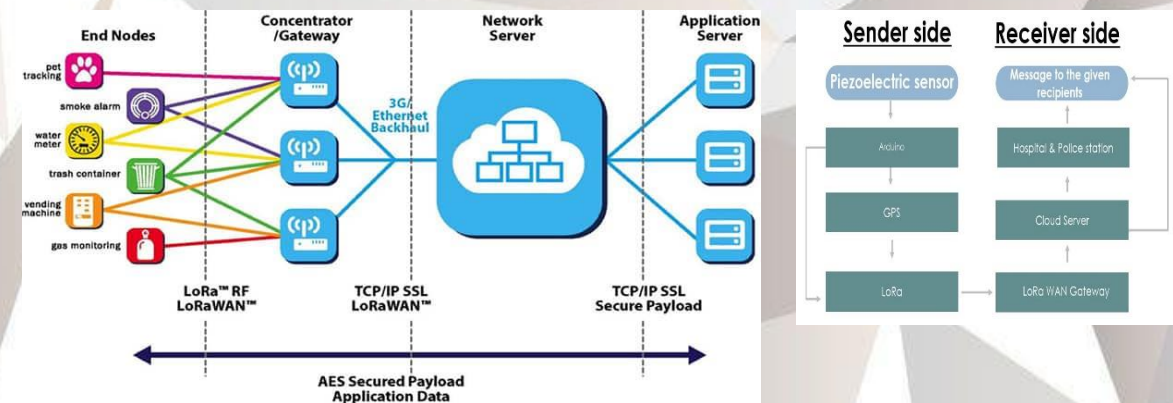 End Nodes
Concentrator
/Gateway
Network
Server
Application
Server
pet
tracking
smoke alarm
water
meter
trash container
vending
machine
gas monitoring
3G/
Ethernet
Backhaul
LoRa™ RF
LoRaWAN™
TCP/IP SSL
LoRaWAN™
TCP/IP SSL
Secure Payload
AES Secured Payload
Application Data
Sender side
Piezoelectric sensor
Arduino
GPS
LoRa
Receiver side
Message to the given
recipients
Hospital & Police station
Cloud Server
LoRa WAN Gateway